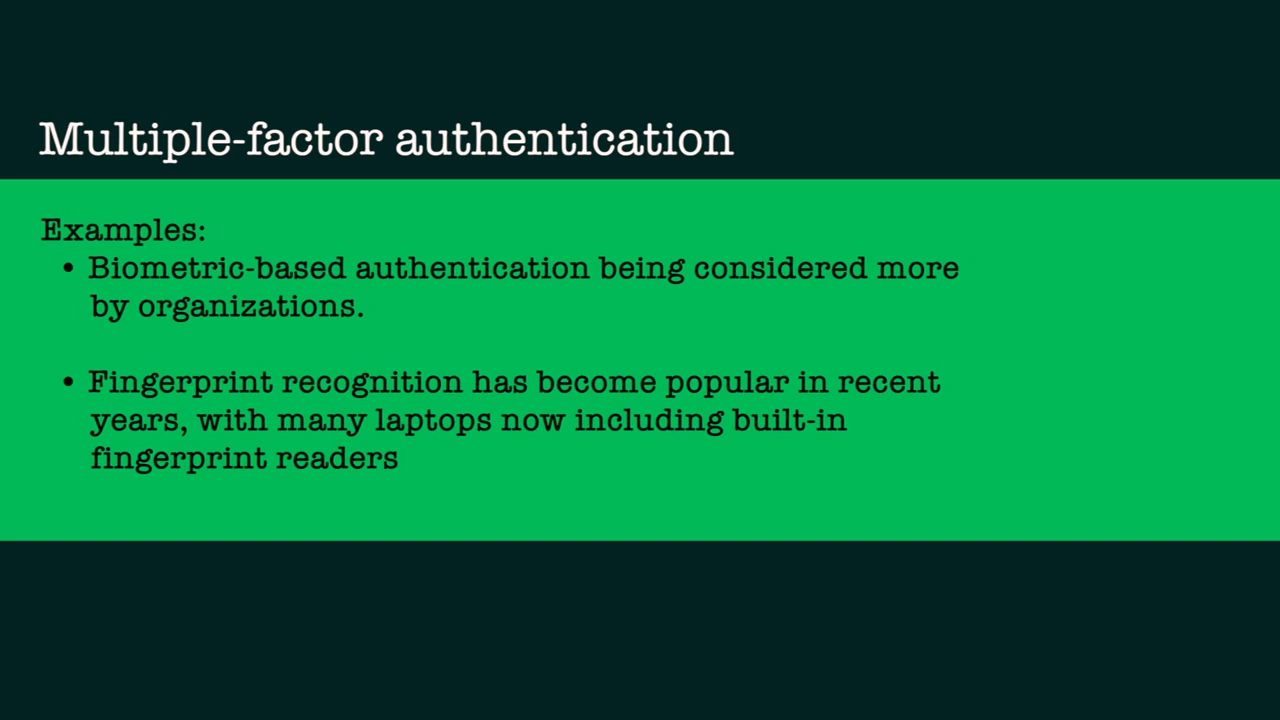 Multiple-factor authentication
Examples:
• Biometric-based authentication being considered more
by organizations.
• Fingerprint recognition has become popular in recent
years, with many laptops now including built-in
fingerprint readers